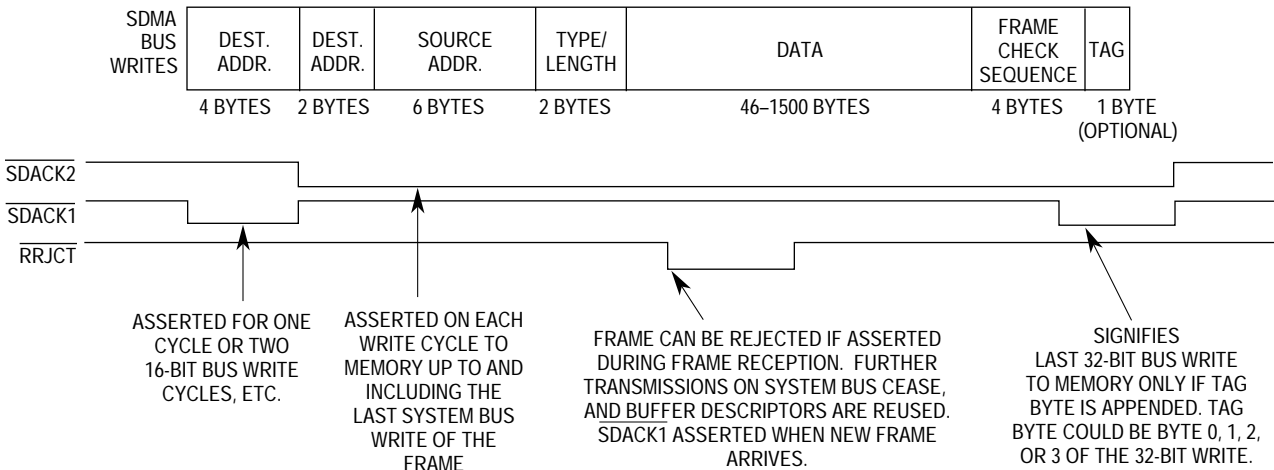 SDMA
BUS
WRITES
DEST.
ADDR.
DEST.
ADDR.
SOURCE
ADDR.
TYPE/
LENGTH
DATA
FRAME
CHECK
SEQUENCE
TAG
4 BYTES
2 BYTES
6 BYTES
2 BYTES
46–1500 BYTES
4 BYTES
1 BYTE
(OPTIONAL)
SDACK2
SDACK1
RRJCT
ASSERTED FOR ONE
CYCLE OR TWO
16-BIT BUS WRITE
CYCLES, ETC.
ASSERTED ON EACH
WRITE CYCLE TO
MEMORY UP TO AND
INCLUDING THE
LAST SYSTEM BUS
WRITE OF THE
FRAME
FRAME CAN BE REJECTED IF ASSERTED
DURING FRAME RECEPTION. FURTHER
TRANSMISSIONS ON SYSTEM BUS CEASE,
AND BUFFER DESCRIPTORS ARE REUSED.
SDACK1 ASSERTED WHEN NEW FRAME
ARRIVES.
SIGNIFIES
LAST 32-BIT BUS WRITE
TO MEMORY ONLY IF TAG
BYTE IS APPENDED. TAG
BYTE COULD BE BYTE 0, 1, 2,
OR 3 OF THE 32-BIT WRITE.